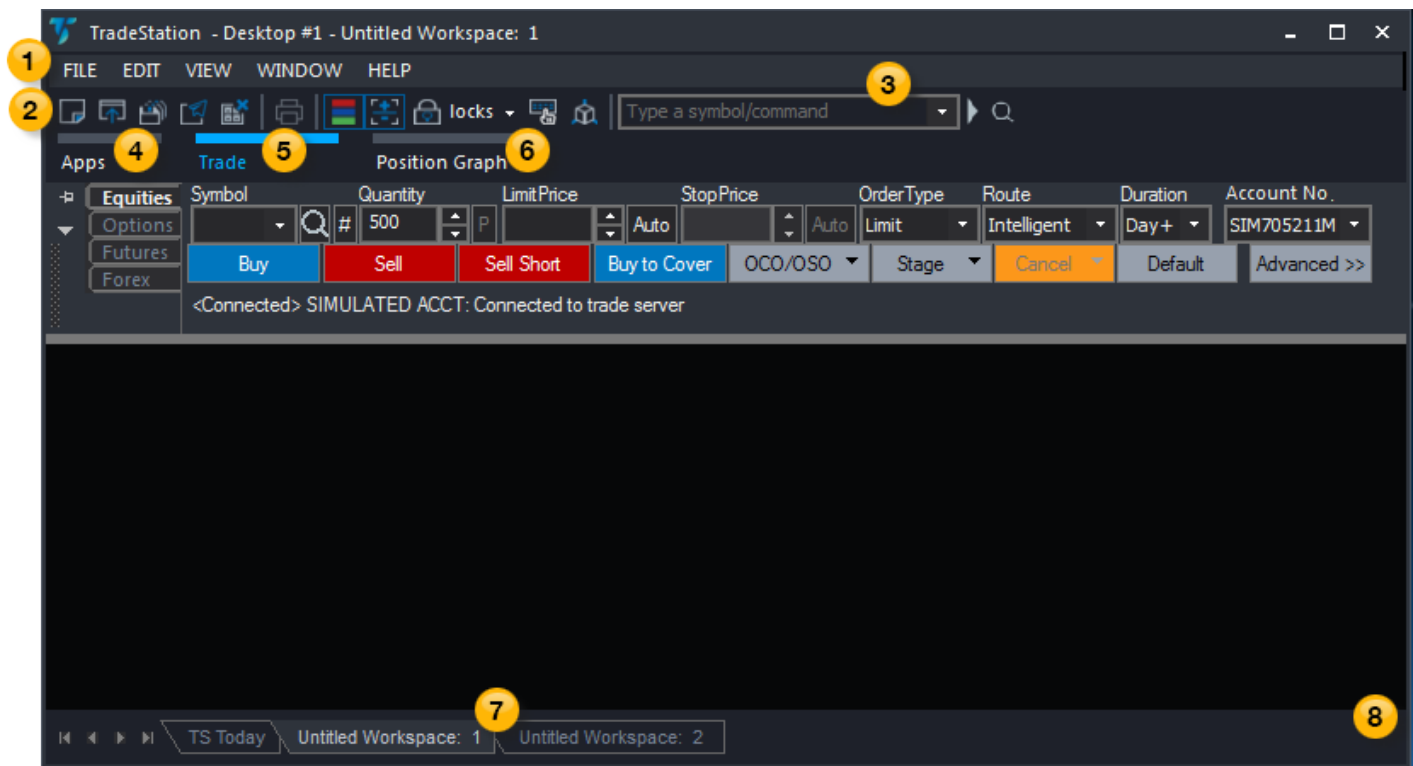 TradeStation - Desktop #1 - Untitled Workspace: 1
1
FILE EDIT VIEW WINDOW HELP
2
locks
Type a symbol/command
3
Apps
4
Trade
5
Position Graph
6
Equities
Options
Futures
Forex
Symbol Quantity LimitPrice StopPrice OrderType Route Duration Account No.
# 500 P Auto Auto Limit Intelligent Day+ SIM705211M
Buy Sell Sell Short Buy to Cover OCO/OSO Stage Cancel Default Advanced >>
<Connected> SIMULATED ACCT: Connected to trade server
7
8
TS Today Untitled Workspace: 1 Untitled Workspace: 2